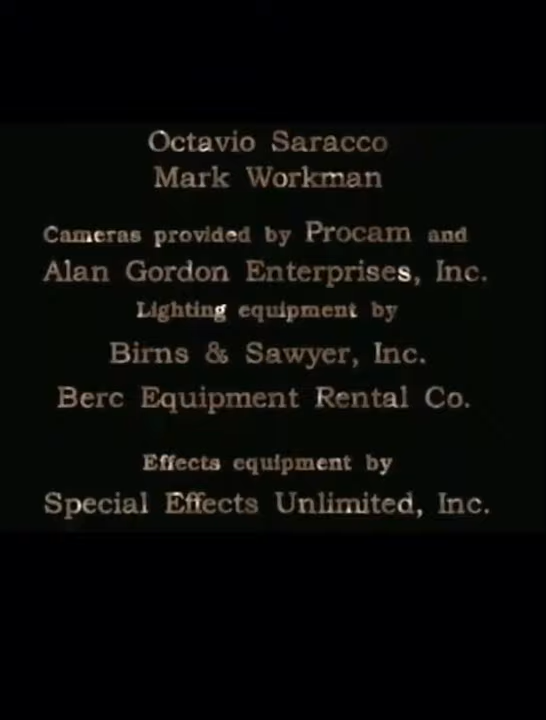 Octavio Saracco
Mark Workman
Cameras provided by Procam and
Alan Gordon Enterprises, Inc.
Lighting equipment by
Birns & Sawyer, Inc.
Berc Equipment Rental Co.
Effects equipment by
Special Effects Unlimited, Inc.